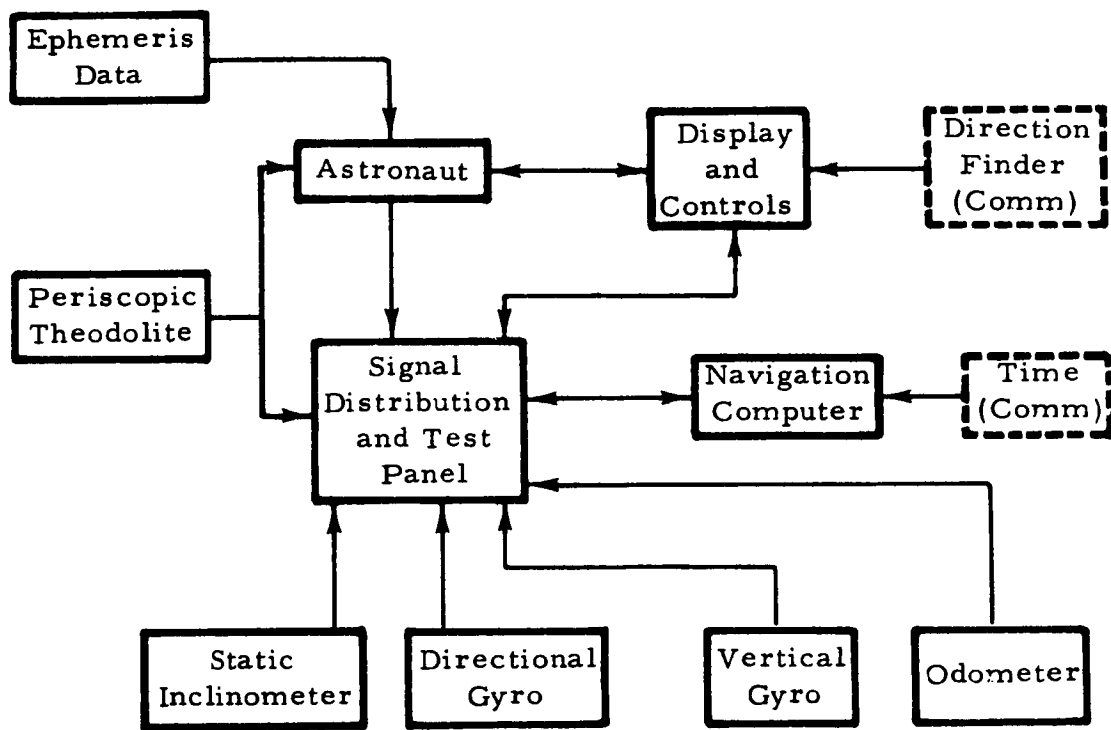 Ephemeris
Data
Astronaut
Display
and
Controls
Direction
Finder
(Comm)
Periscopic
Theodolite
Signal
Distribution
and Test
Panel
Navigation
Computer
Time
(Comm)
Static
Inclinometer
Directional
Gyro
Vertical
Gyro
Odometer